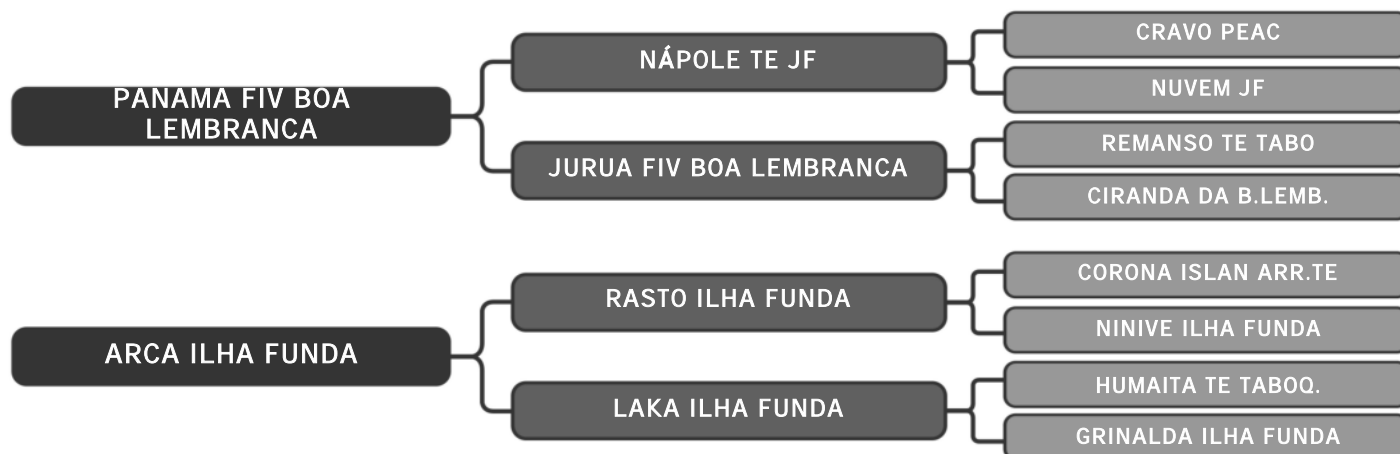 PANAMA FIV BOA
LEMBRANCA
NÁPOLE TE JF
JURUA FIV BOA LEMBRANCA
CRAVO PEAC
NUVEM JF
REMANSO TE TABO
CIRANDA DA B.LEMB.
ARCA ILHA FUNDA
RASTO ILHA FUNDA
LAKA ILHA FUNDA
CORONA ISLAN ARR.TE
NINIVE ILHA FUNDA
HUMAITA TE TABOQ.
GRINALDA ILHA FUNDA